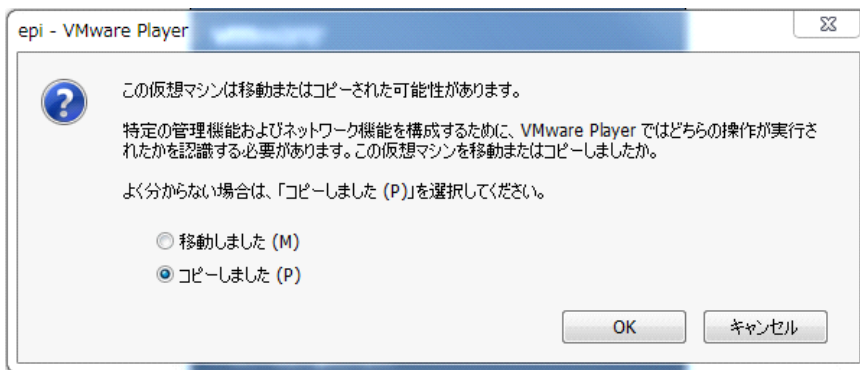 epi - VMware Player
この仮想マシンは移動またはコピーされた可能性があります。
特定の管理機能およびネットワーク機能を構成するために、VMware Player ではどちらの操作が実行さ
れたかを認識する必要があります。この仮想マシンを移動またはコピーしましたか。
よく分からない場合は、「コピーしました (P)」を選択してください。
移動しました (M)
コピーしました (P)
OK
キャンセル